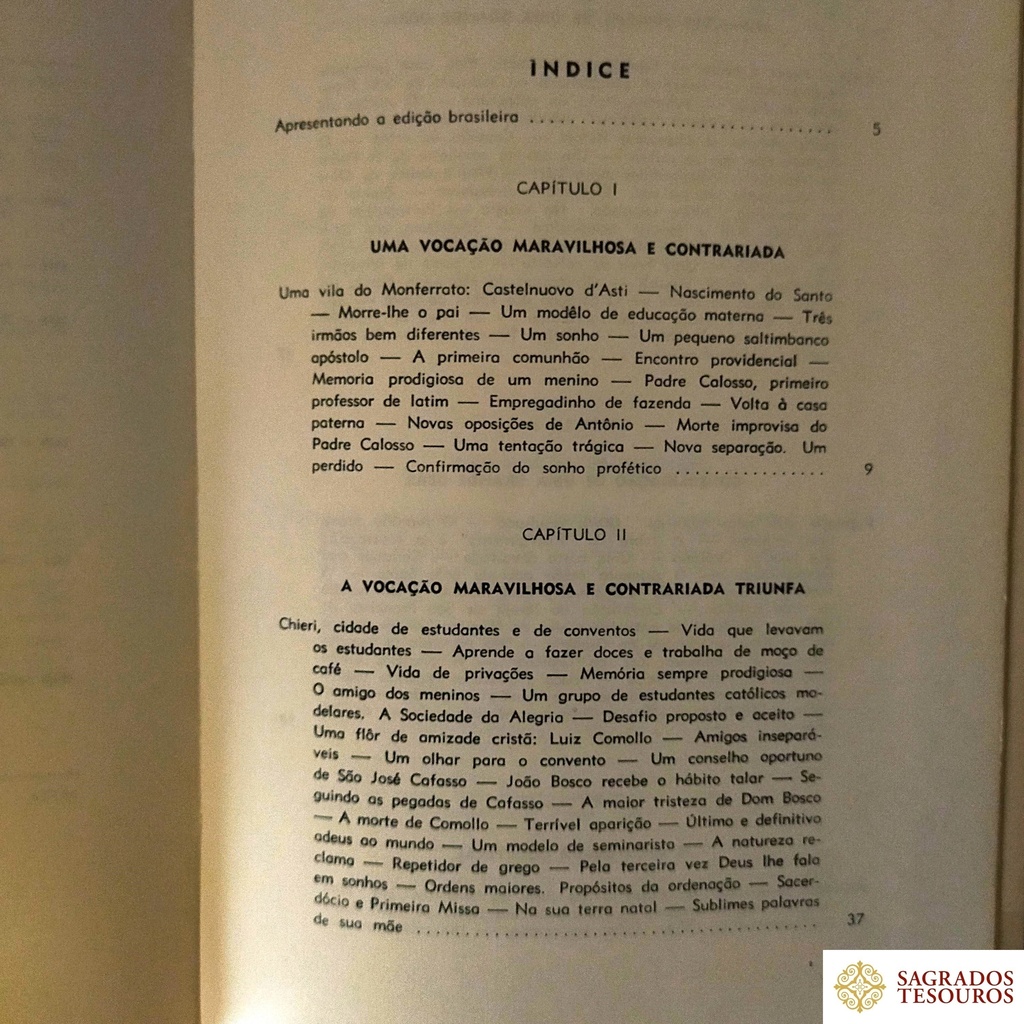 ÍNDICE
Apresentando a edição brasileira ................................ 5
CAPÍTULO I
UMA VOCAÇÃO MARAVILHOSA E CONTRARIADA
Uma vila do Monferrato: Castelnuovo d'Asti — Nascimento do Santo
— Morre-lhe o pai — Um modêlo de educação materna — Três
irmãos bem diferentes — Um sonho — Um pequeno saltimbanco
apóstolo — A primeira comunhão — Encontro providencial —
Memoria prodigiosa de um menino — Padre Calosso, primeiro
professor de latim — Empregadinho de fazenda — Volta à casa
paterna — Novas oposições de Antônio — Morte improvisa do
Padre Calosso — Uma tentação trágica — Nova separação. Um
perdido — Confirmação do sonho profético ................ 9
CAPÍTULO II
A VOCAÇÃO MARAVILHOSA E CONTRARIADA TRIUNFA
Chieri, cidade de estudantes e de conventos — Vida que levavam
os estudantes — Aprende a fazer doces e trabalha de moço de
café — Vida de privações — Memória sempre prodigiosa —
O amigo dos meninos — Um grupo de estudantes católicos mo-
delares. A Sociedade da Alegria — Desafio proposto e aceito —
Uma flôr de amizade cristã: Luiz Comollo — Amigos insepará-
veis — Um olhar para o convento — Um conselho oportuno
de São José Cafasso — João Bosco recebe o hábito talar — Se-
guindo as pegadas de Cafasso — A maior tristeza de Dom Bosco
— A morte de Comollo — Terrível aparição — Último e definitivo
adeus ao mundo — Um modelo de seminarista — A natureza re-
clama — Repetidor de grego — Pela terceira vez Deus lhe fala
em sonhos — Ordens maiores. Propósitos da ordenação — Sacer-
dócio e Primeira Missa — Na sua terra natal — Sublimes palavras
de sua mãe ........................................ 37
SAGRADOS
TESOUROS